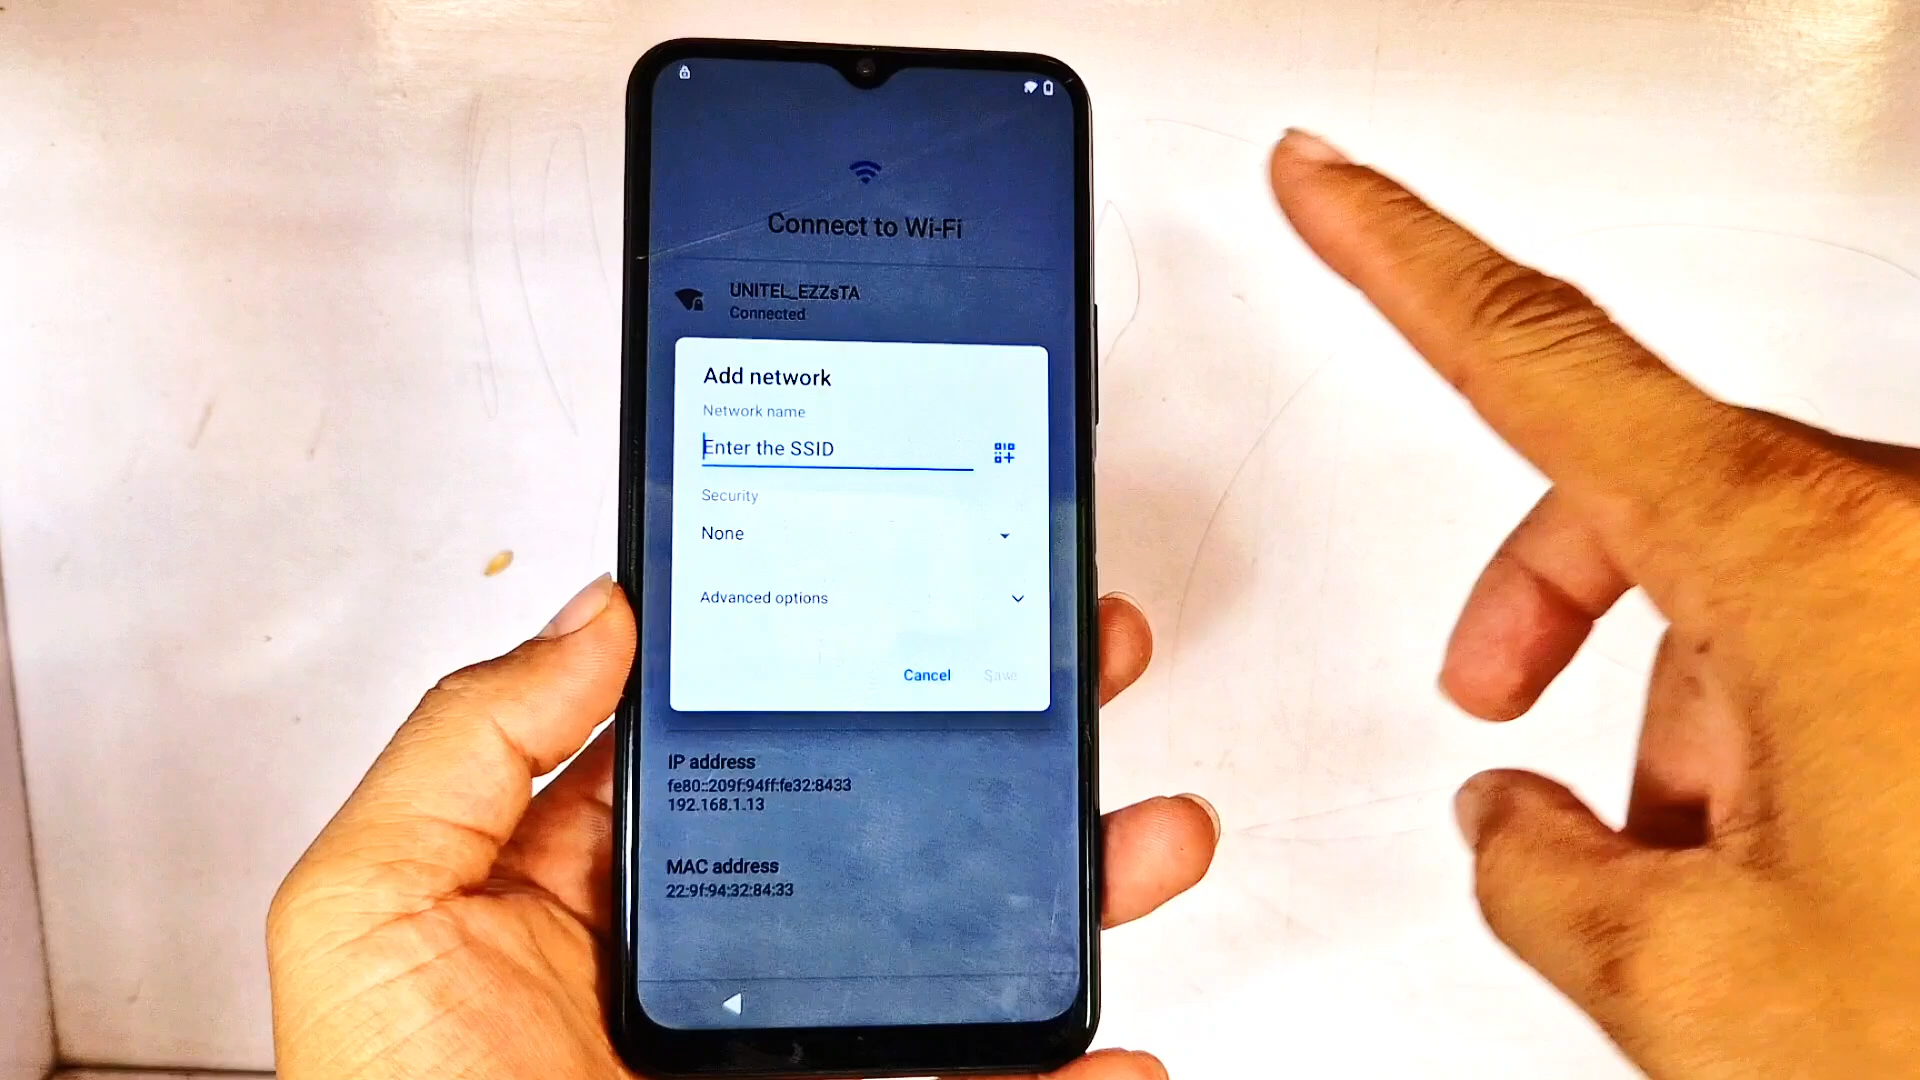 Connect to Wi-Fi
UNITEL_EZZsTA
Connected
Add network
Network name
Enter the SSID
Security
None
Advanced options
Cancel
Save
IP address
fe80::209f:94ff:fe32:8433
192.168.1.13
MAC address
22:9f:94:32:84:33